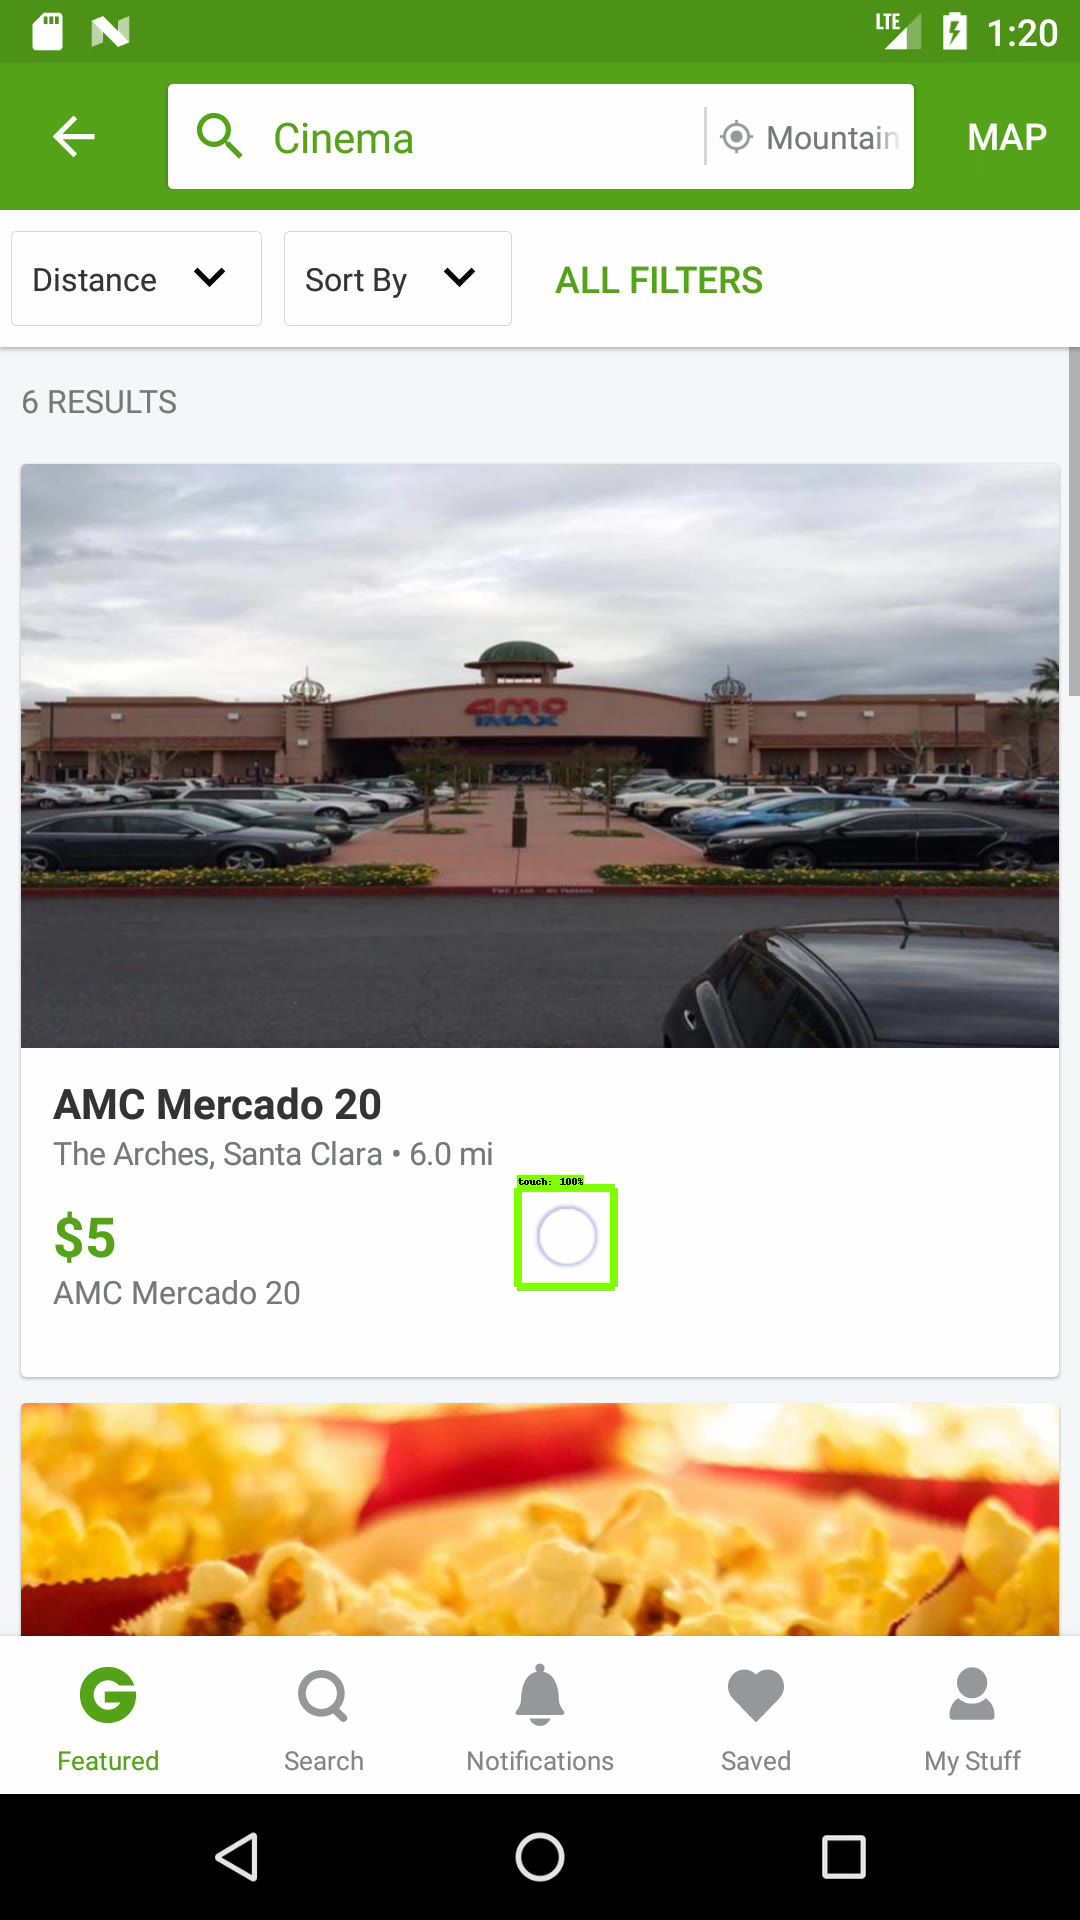 LTE 1:20
Cinema Mountain MAP
Distance Sort By ALL FILTERS
6 RESULTS
amc
IMAX
AMC Mercado 20
The Arches, Santa Clara • 6.0 mi
touch: 100%
$5
AMC Mercado 20
Featured Search Notifications Saved My Stuff